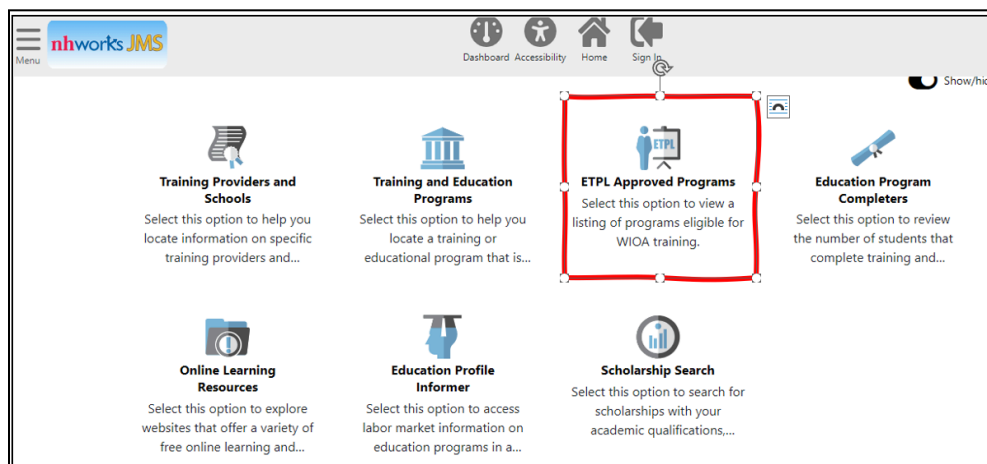 nhworks JMS
Menu
Dashboard Accessibility Home Sign In
Show/hid
ETPL
Training Providers and
Schools
Select this option to help you
locate information on specific
training providers and...
Training and Education
Programs
Select this option to help you
locate a training or
educational program that is...
ETPL Approved Programs
Select this option to view a
listing of programs eligible for
WIOA training.
Education Program
Completers
Select this option to review
the number of students that
complete training and...
Online Learning
Resources
Select this option to explore
websites that offer a variety of
free online learning and...
Education Profile
Informer
Select this option to access
labor market information on
education programs in a...
Scholarship Search
Select this option to search for
scholarships with your
academic qualifications,...